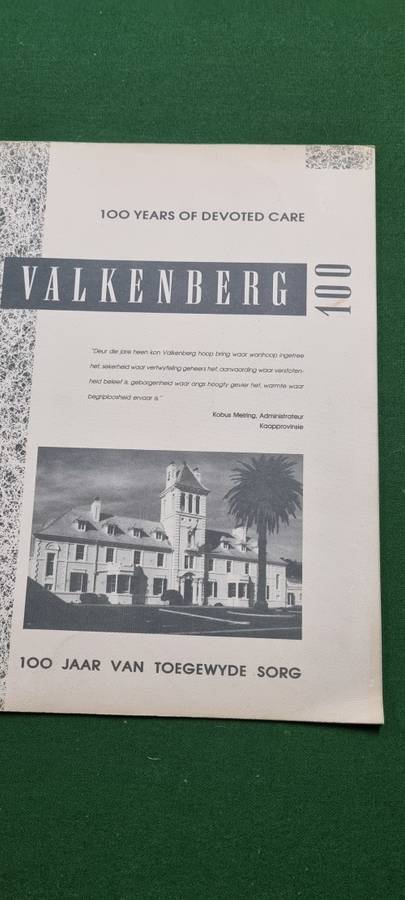 100 YEARS OF DEVOTED CARE
VALKENBERG
100
"Deur die jare heen kon Valkenberg hoop bring waar wanhoop ingetree
het, sekerheid waar vertwyfeling geheers het, aanvaarding waar verstoten-
heid beleef is, geborgenheid waar angs hoogty gevier het, warmte waar
begriploosheid ervaar is."
Kobus Meiring, Administrateur
Kaapprovinsie
100 JAAR VAN TOEGEWYDE SORG